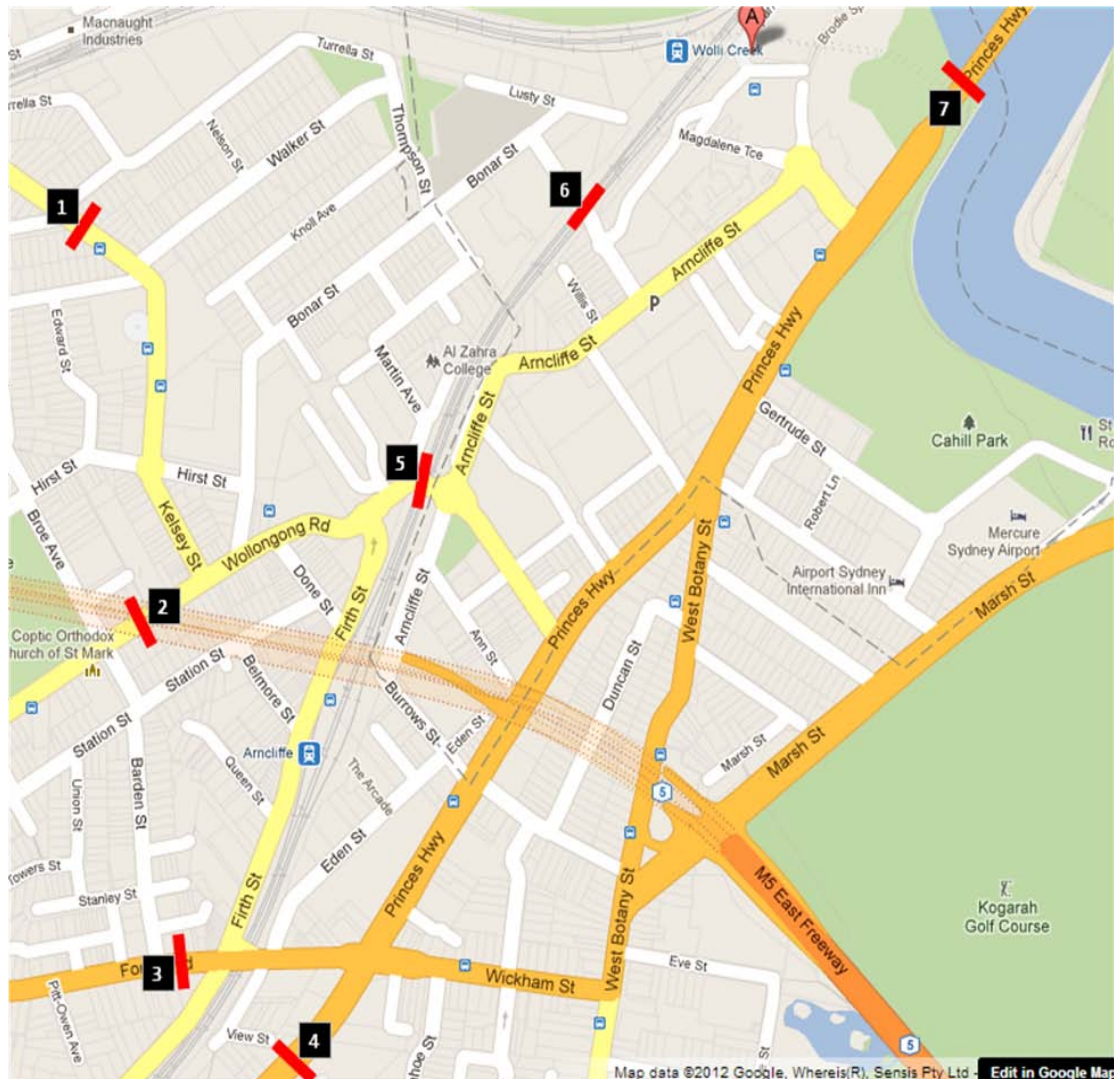 Macnaught
Industries
A
Wolli Creek
Brodie Sp
Princes Hwy
7
Turrella St
Lusty St
Nelson St
Walker St
Thompson St
Magdalene Tce
Bonar St
6
1
Knoll Ave
Arncliffe St
Willis St
P
Bonar St
Edward St
Martin Ave
Al Zahra
College
Arncliffe St
Princes Hwy
Gertrude St
Cahill Park
St
Arncliffe St
Hirst St
Hirst St
5
Robert Ln
Mercure
Sydney Airport
Broe Ave
Kelsey St
Wollongong Rd
West Botany St
Airport Sydney
International Inn
Marsh St
2
Done St
Firth St
Arncliffe St
Princes Hwy
West Botany St
Coptic Orthodox
hurch of St Mark
Station St
Belmore St
Ann St
Duncan St
Burrows St
Eden St
Station St
Arncliffe
Marsh St
Marsh St
Queen St
The Arcade
5
Union St
Barden St
Eden St
Towers St
Princes Hwy
M5 East Freeway
Stanley St
Firth St
West Botany St
Kogarah
Golf Course
3
Wickham St
Eve St
Pitt-Owen Ave
View St
4
5
Map data ©2012 Google, Whereis(R), Sensis Pty Ltd -
Edit in Google Map